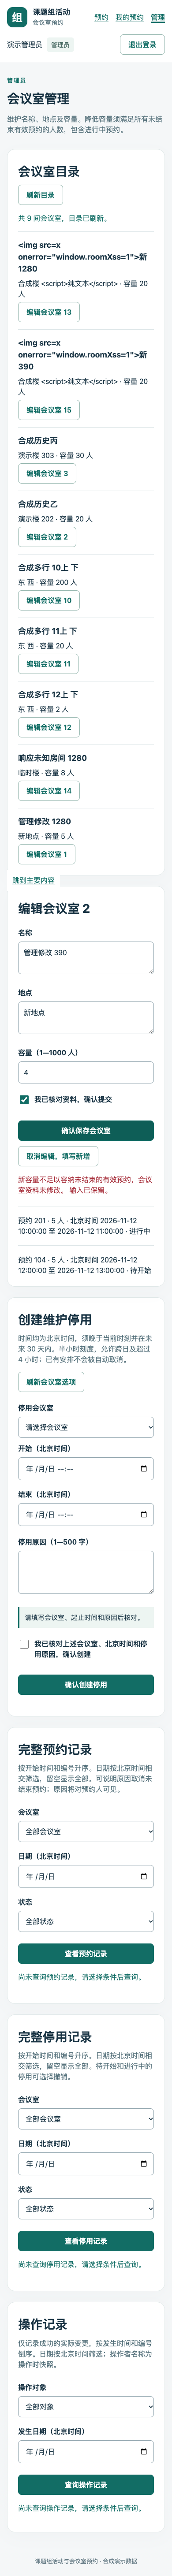 组
课题组活动
会议室预约
预约
我的预约
管理
演示管理员
管理员
退出登录
管理员
会议室管理
维护名称、地点及容量。降低容量须满足所有未结
束有效预约的人数，包含进行中预约。
会议室目录
刷新目录
共 9 间会议室，目录已刷新。
<img src=x
onerror="window.roomXss=1">新
1280
合成楼 <script>纯文本</script> · 容量 20
人
编辑会议室 13
<img src=x
onerror="window.roomXss=1">新
390
合成楼 <script>纯文本</script> · 容量 20
人
编辑会议室 15
合成历史丙
演示楼 303 · 容量 30 人
编辑会议室 3
合成历史乙
演示楼 202 · 容量 20 人
编辑会议室 2
合成多行 10上 下
东 西 · 容量 200 人
编辑会议室 10
合成多行 11上 下
东 西 · 容量 20 人
编辑会议室 11
合成多行 12上 下
东 西 · 容量 2 人
编辑会议室 12
响应未知房间 1280
临时楼 · 容量 8 人
编辑会议室 14
管理修改 1280
新地点 · 容量 5 人
编辑会议室 1
跳到主要内容
编辑会议室 2
名称
管理修改 390
地点
新地点
容量（1—1000 人）
4
我已核对资料，确认提交
确认保存会议室
取消编辑，填写新增
新容量不足以容纳未结束的有效预约，会议
室资料未修改。 输入已保留。
预约 201 · 5 人 · 北京时间 2026-11-12
10:00:00 至 2026-11-12 11:00:00 · 进行中
预约 104 · 5 人 · 北京时间 2026-11-12
12:00:00 至 2026-11-12 13:00:00 · 待开始
创建维护停用
时间均为北京时间，须晚于当前时刻并在未
来 30 天内。半小时刻度，允许跨日及超过
4 小时；已有安排不会被自动取消。
刷新会议室选项
停用会议室
请选择会议室
开始（北京时间）
年 /月/日 --:--
结束（北京时间）
年 /月/日 --:--
停用原因（1—500 字）
请填写会议室、起止时间和原因后核对。
我已核对上述会议室、北京时间和停
用原因，确认创建
确认创建停用
完整预约记录
按开始时间和编号升序。日期按北京时间相
交筛选，留空显示全部。可说明原因取消未
结束预约；原因将对预约人可见。
会议室
全部会议室
日期（北京时间）
年 /月/日
状态
全部状态
查看预约记录
尚未查询预约记录，请选择条件后查询。
完整停用记录
按开始时间和编号升序。日期按北京时间相
交筛选，留空显示全部。待开始和进行中的
停用可选择撤销。
会议室
全部会议室
日期（北京时间）
年 /月/日
状态
全部状态
查看停用记录
尚未查询停用记录，请选择条件后查询。
操作记录
仅记录成功的实际变更，按发生时间和编号
倒序。日期按北京时间筛选；操作者名称为
操作时快照。
操作对象
全部对象
发生日期（北京时间）
年 /月/日
查询操作记录
尚未查询操作记录，请选择条件后查询。
课题组活动与会议室预约 · 合成演示数据